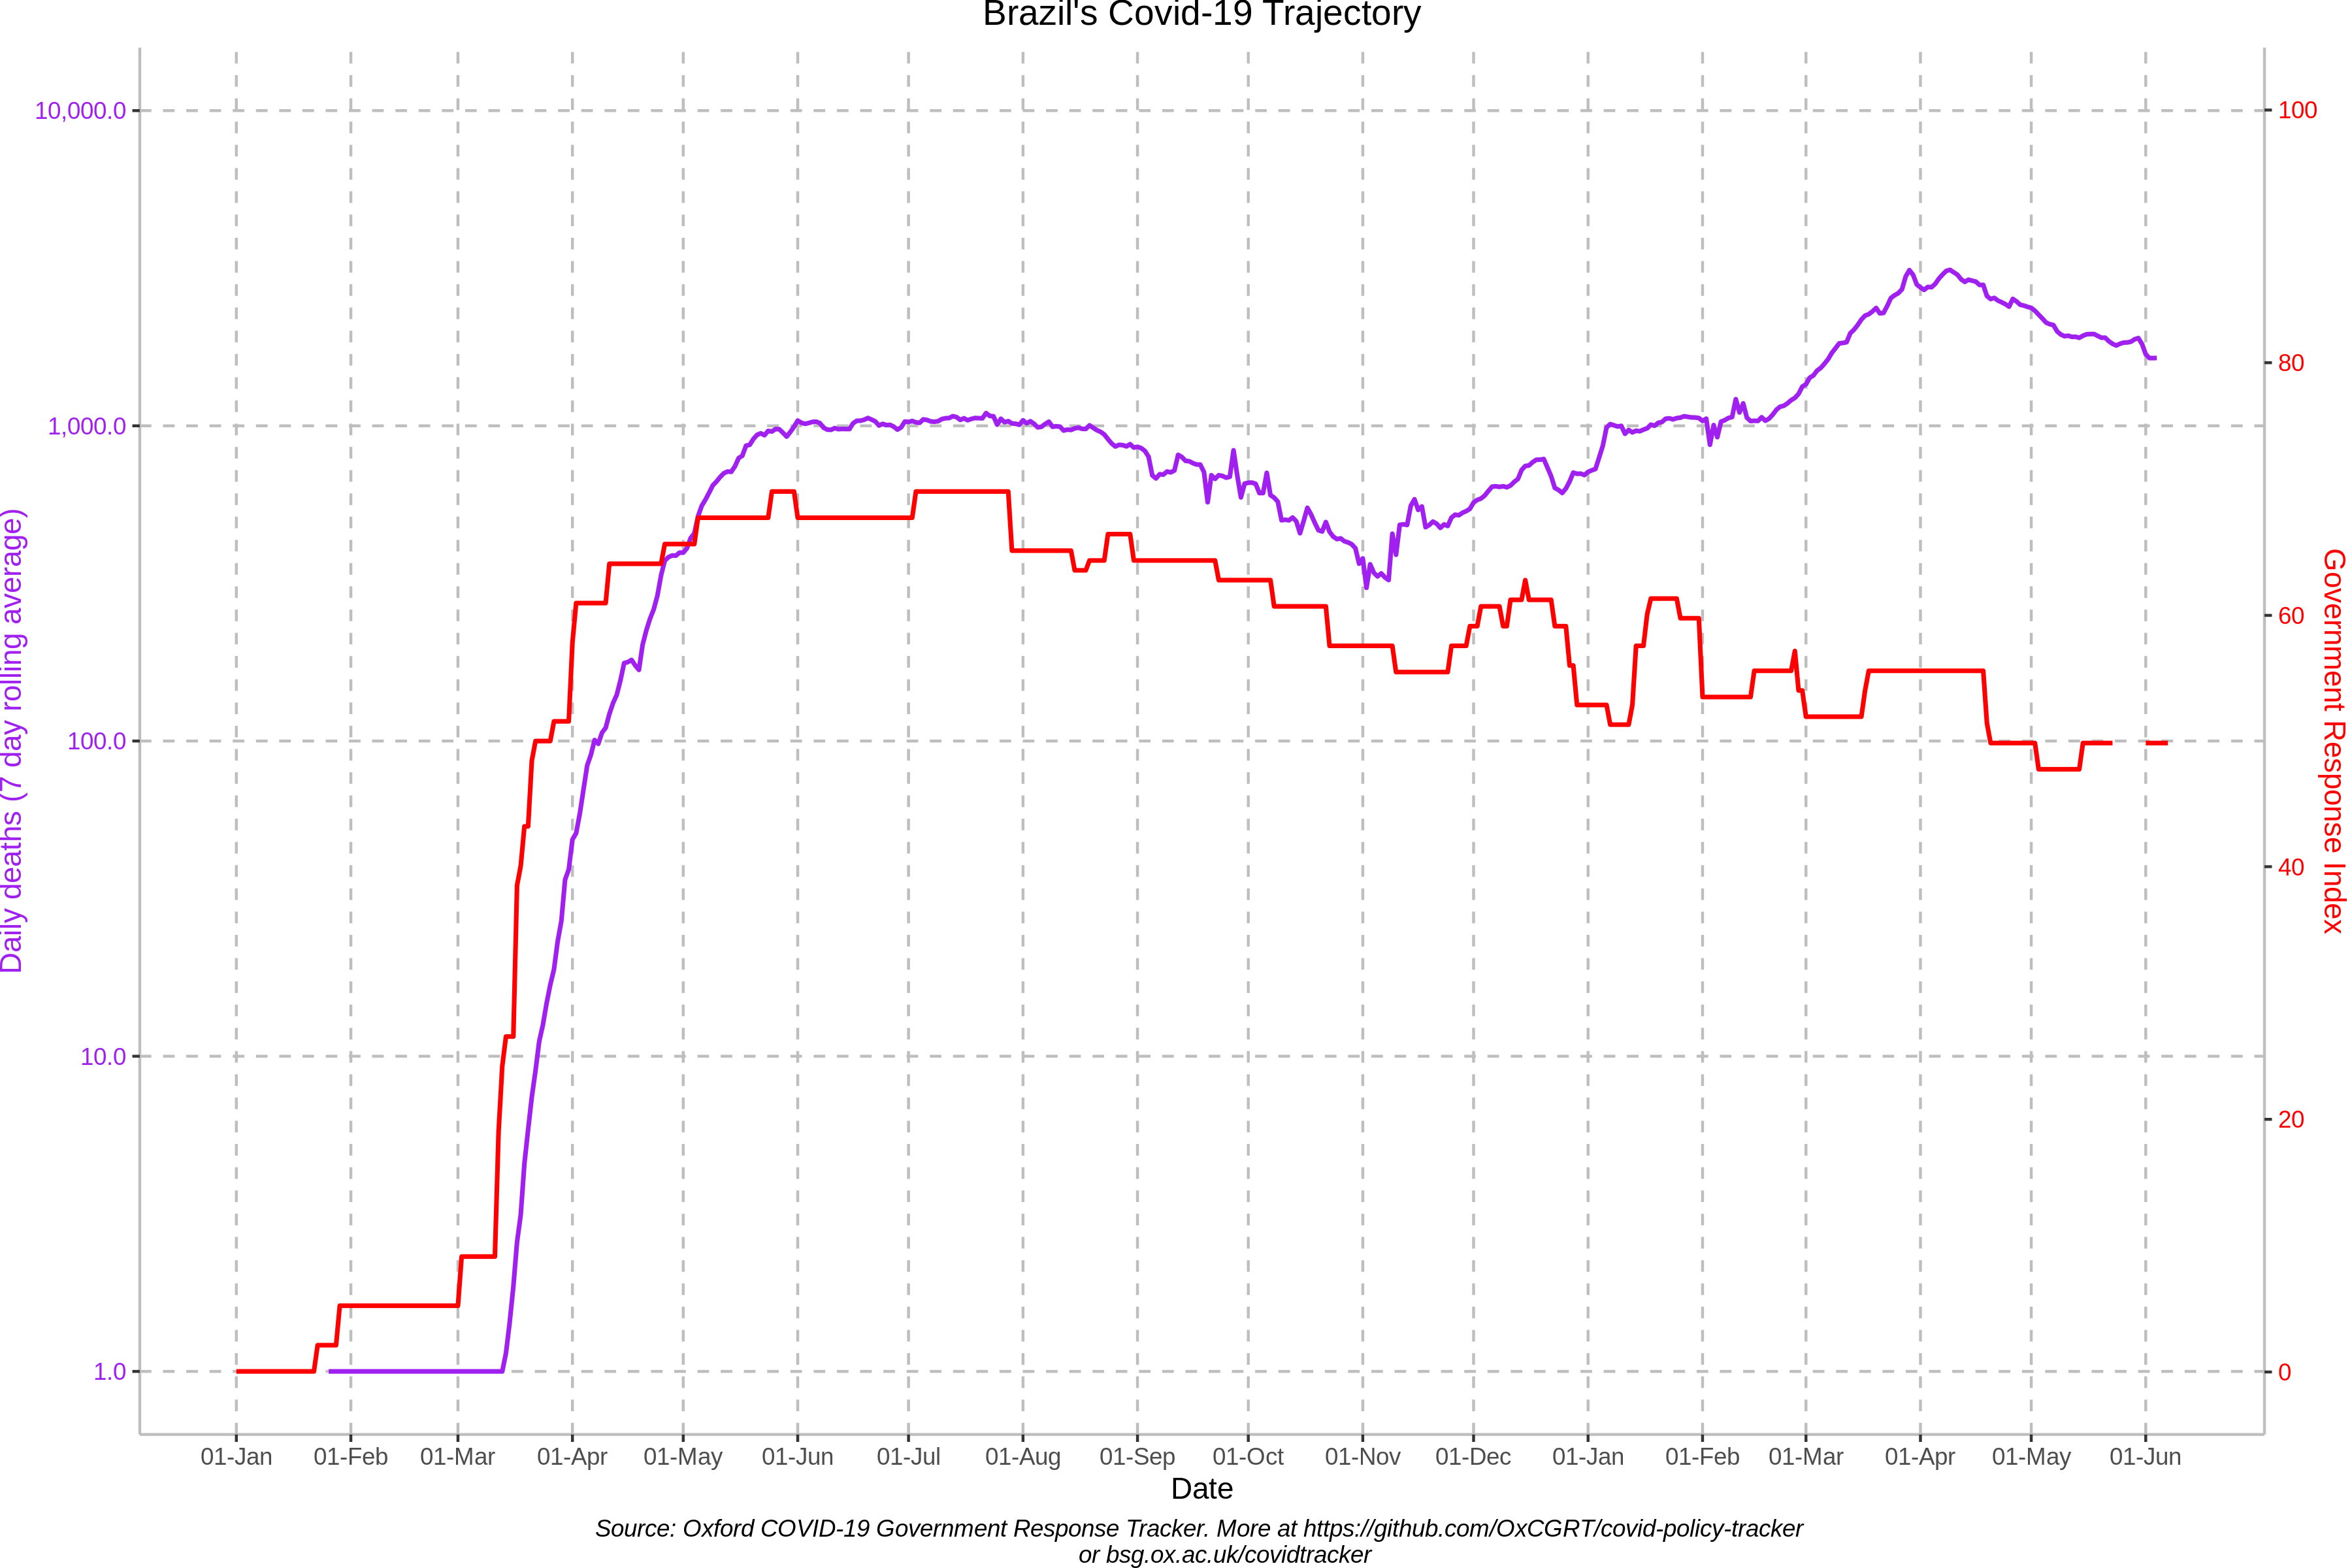 Brazil's Covid-19 Trajectory
10,000.0
1,000.0
100.0
10.0
1.0
Daily deaths (7 day rolling average)
100
80
60
40
20
0
Government Response Index
01-Jan 01-Feb 01-Mar 01-Apr 01-May 01-Jun 01-Jul 01-Aug 01-Sep 01-Oct 01-Nov 01-Dec 01-Jan 01-Feb 01-Mar 01-Apr 01-May 01-Jun
Date
Source: Oxford COVID-19 Government Response Tracker. More at https://github.com/OxCGRT/covid-policy-tracker
or bsg.ox.ac.uk/covidtracker